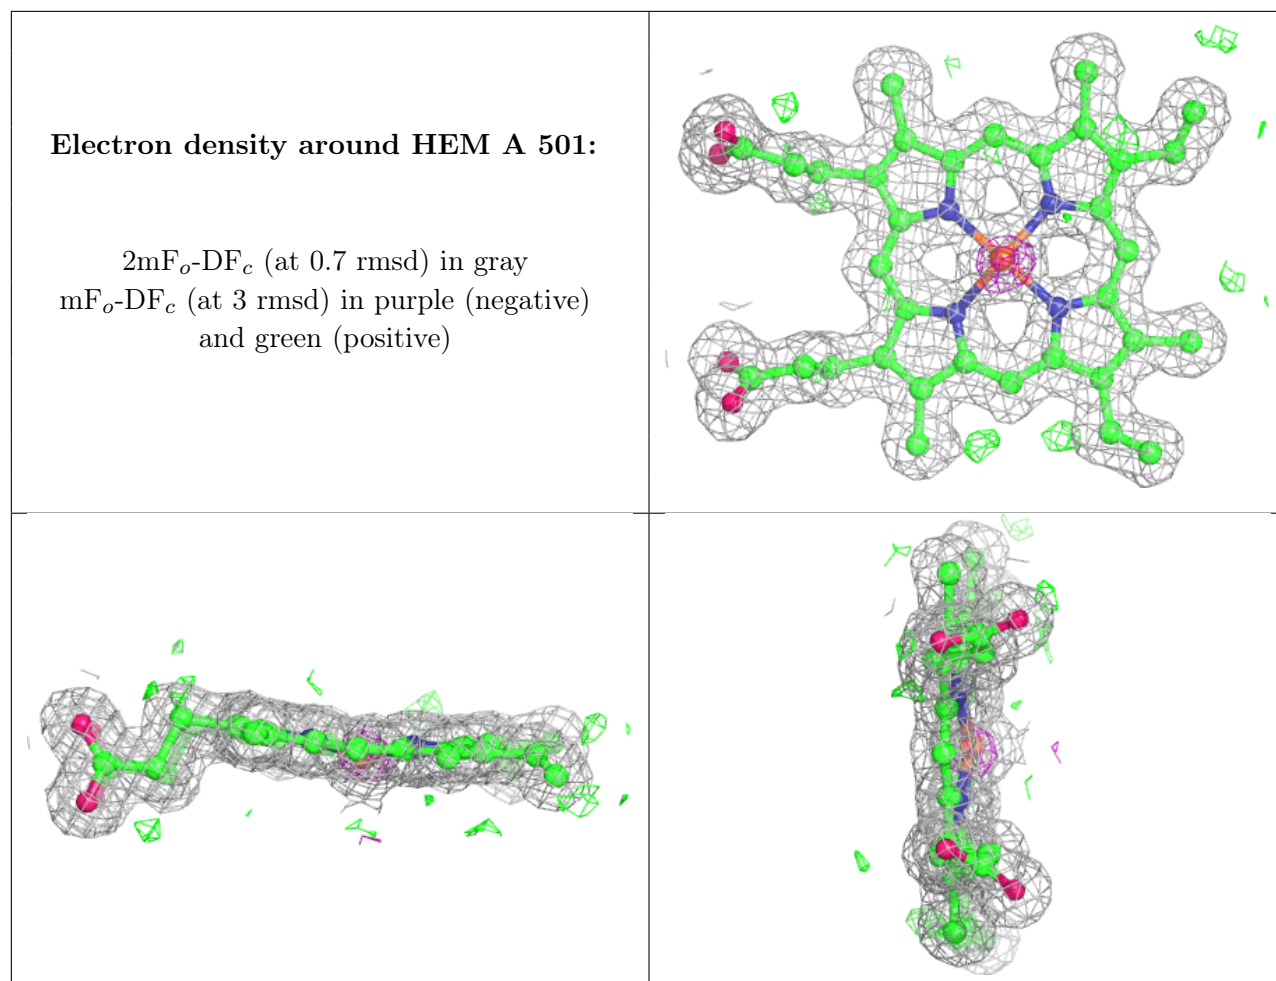 Electron density around HEM A 501:
2mFo-DFc (at 0.7 rmsd) in gray
mFo-DFc (at 3 rmsd) in purple (negative)
and green (positive)